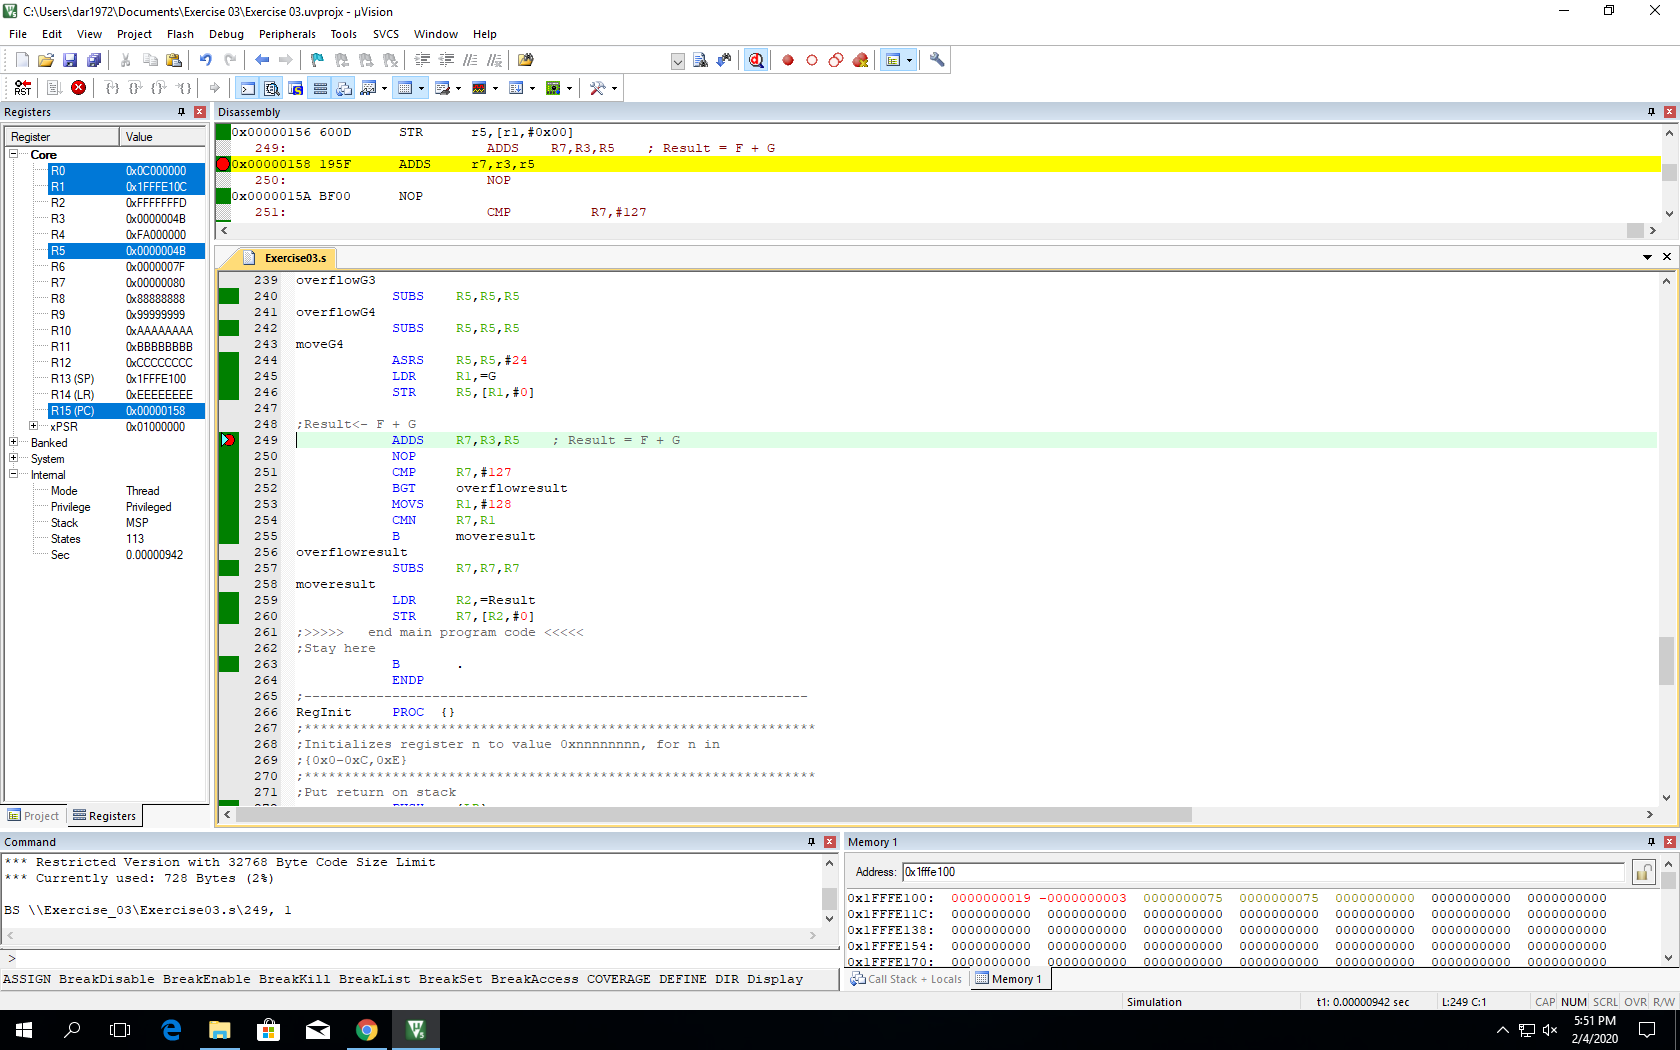 C:\Users\dar1972\Documents\Exercise 03\Exercise 03.uvprojx - µVision
File Edit View Project Flash Debug Peripherals Tools SVCS Window Help
Registers
Register Value
Core
R0 0x0C000000
R1 0x1FFFE10C
R2 0xFFFFFFFD
R3 0x0000004B
R4 0xFA000000
R5 0x0000004B
R6 0x0000007F
R7 0x00000080
R8 0x88888888
R9 0x99999999
R10 0xAAAAAAAA
R11 0xBBBBBBBB
R12 0xCCCCCCCC
R13 (SP) 0x1FFFE100
R14 (LR) 0xEEEEEEEE
R15 (PC) 0x00000158
xPSR 0x01000000
Banked
System
Internal
Mode Thread
Privilege Privileged
Stack MSP
States 113
Sec 0.00000942
Project Registers
Disassembly
0x00000156 600D STR r5,[r1,#0x00]
249: ADDS R7,R3,R5 ; Result = F + G
0x00000158 195F ADDS r7,r3,r5
250: NOP
0x0000015A BF00 NOP
251: CMP R7,#127
Exercise03.s
239 overflowG3
240 SUBS R5,R5,R5
241 overflowG4
242 SUBS R5,R5,R5
243 moveG4
244 ASRS R5,R5,#24
245 LDR R1,=G
246 STR R5,[R1,#0]
247
248 ;Result<- F + G
249 ADDS R7,R3,R5 ; Result = F + G
250 NOP
251 CMP R7,#127
252 BGT overflowresult
253 MOVS R1,#128
254 CMN R7,R1
255 B moveresult
256 overflowresult
257 SUBS R7,R7,R7
258 moveresult
259 LDR R2,=Result
260 STR R7,[R2,#0]
261 ;>>>>> end main program code <<<<<
262 ;Stay here
263 B .
264 ENDP
265 ;---------------------------------------------------------------
266 RegInit PROC {}
267 ;****************************************************************
268 ;Initializes register n to value 0xnnnnnnnn, for n in
269 ;{0x0-0xC,0xE}
270 ;****************************************************************
271 ;Put return on stack
Command
*** Restricted Version with 32768 Byte Code Size Limit
*** Currently used: 728 Bytes (2%)
BS \\Exercise_03\Exercise03.s\249, 1
>
ASSIGN BreakDisable BreakEnable BreakKill BreakList BreakSet BreakAccess COVERAGE DEFINE DIR Display
Memory 1
Address: 0x1fffe100
0x1FFFE100: 0000000019 -0000000003 0000000075 0000000075 0000000000 0000000000 0000000000
0x1FFFE11C: 0000000000 0000000000 0000000000 0000000000 0000000000 0000000000 0000000000
0x1FFFE138: 0000000000 0000000000 0000000000 0000000000 0000000000 0000000000 0000000000
0x1FFFE154: 0000000000 0000000000 0000000000 0000000000 0000000000 0000000000 0000000000
0x1FFFE170: 0000000000 0000000000 0000000000 0000000000 0000000000 0000000000 0000000000
Call Stack + Locals Memory 1
Simulation t1: 0.00000942 sec L:249 C:1 CAP NUM SCRL OVR R/W
5:51 PM
2/4/2020